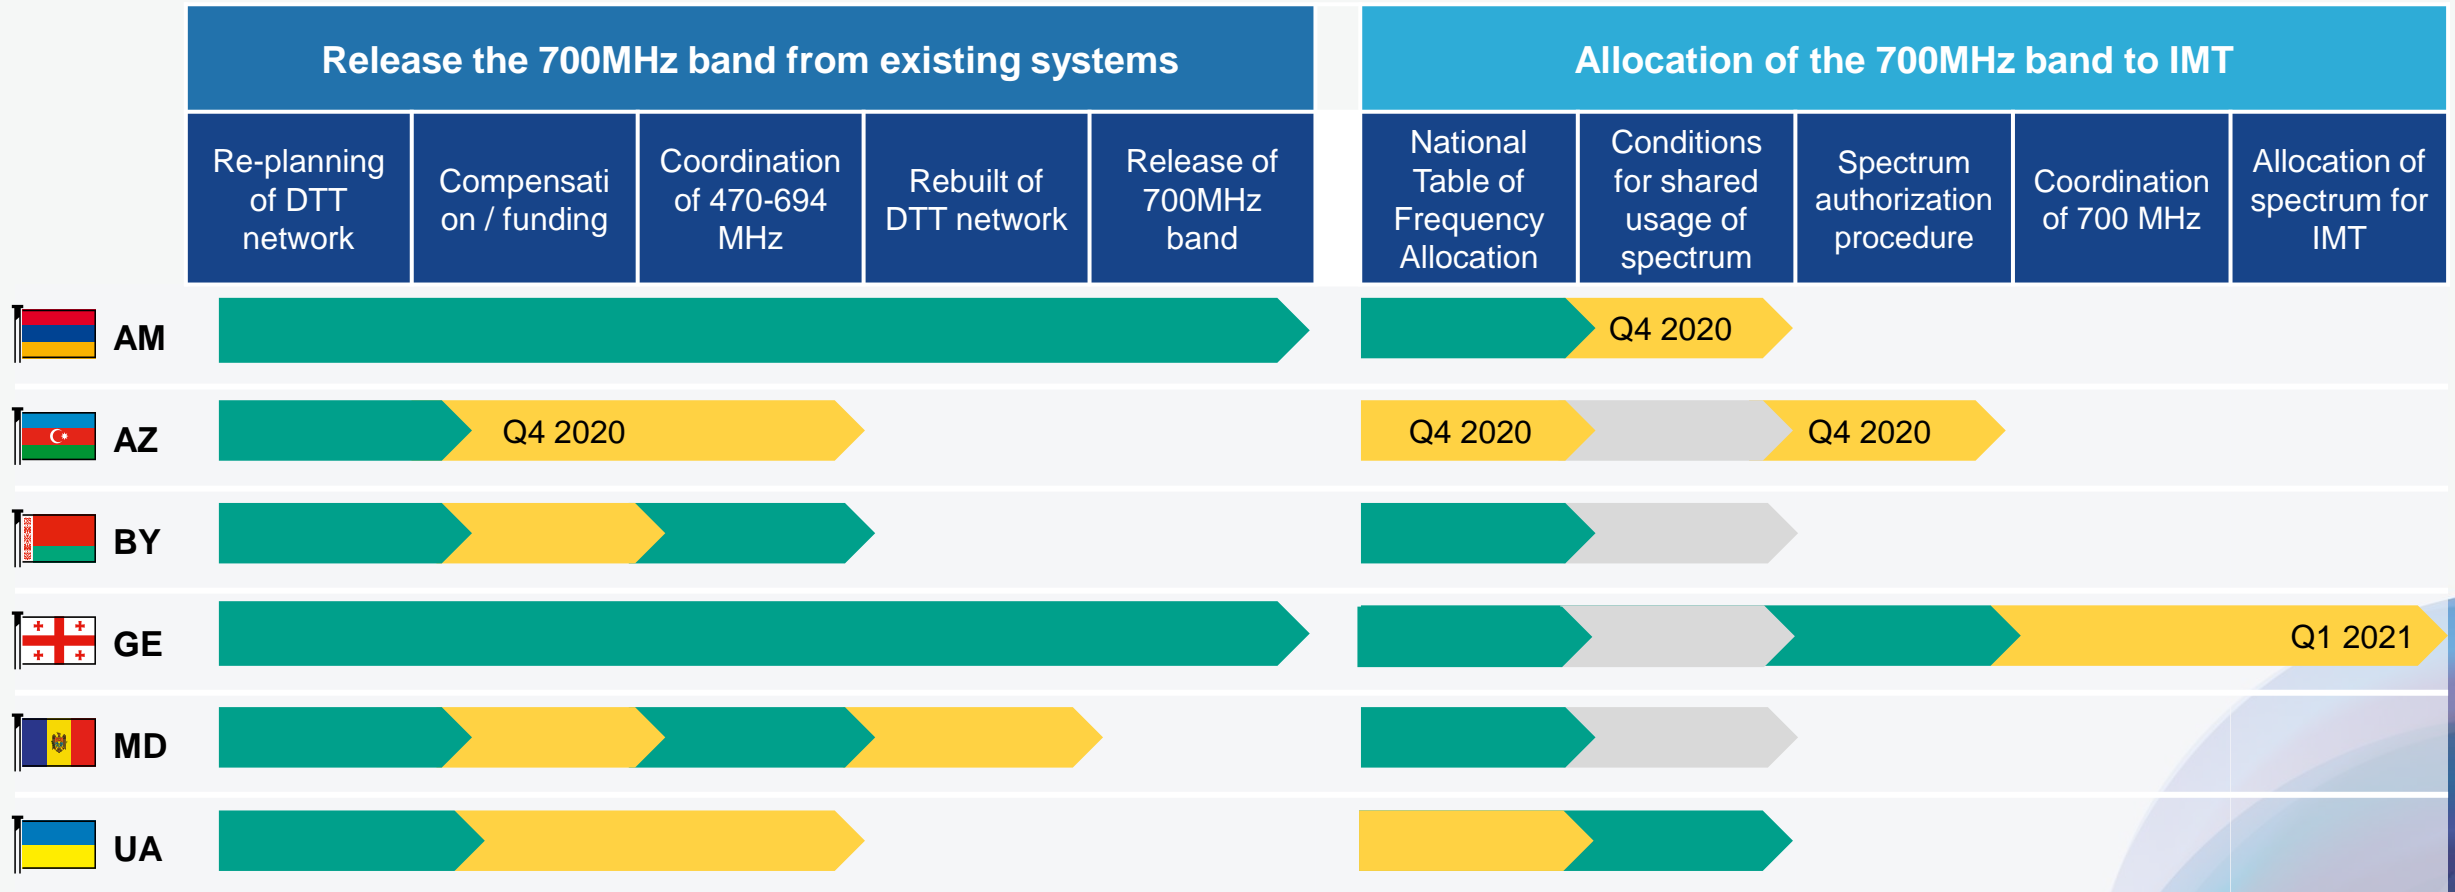 Release the 700MHz band from existing systems
Allocation of the 700MHz band to IMT
Re-planning
of DTT
network
Compensati
on / funding
Coordination
of 470-694
MHz
Rebuilt of
DTT network
Release of
700MHz
band
National
Table of
Frequency
Allocation
Conditions
for shared
usage of
spectrum
Spectrum
authorization
procedure
Coordination
of 700 MHz
Allocation of
spectrum for
IMT
AM
Q4 2020
AZ
Q4 2020
Q4 2020
Q4 2020
BY
GE
Q1 2021
MD
UA